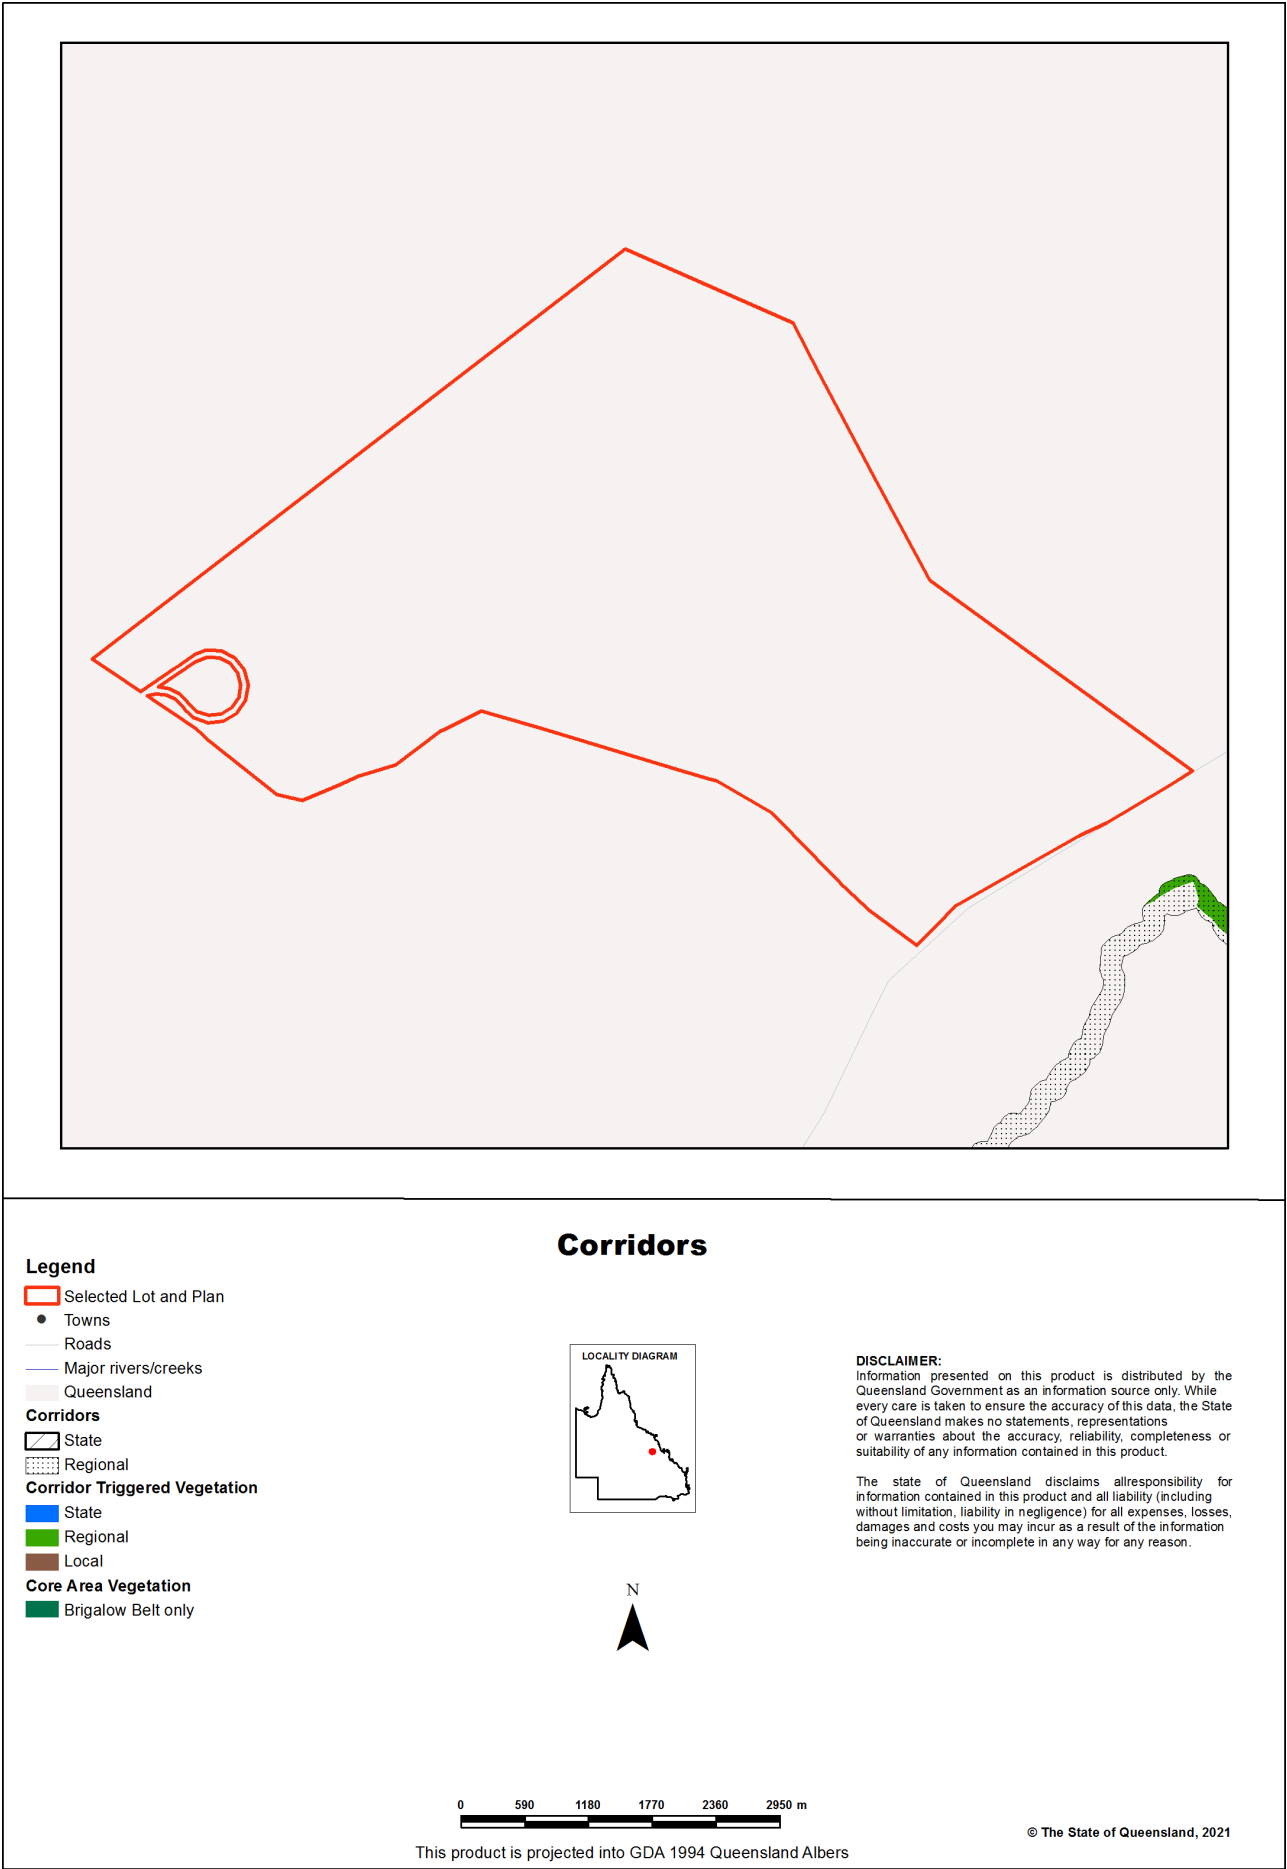 Corridors
Legend
Selected Lot and Plan
Towns
Roads
Major rivers/creeks
Queensland
Corridors
State
Regional
Corridor Triggered Vegetation
State
Regional
Local
Core Area Vegetation
Brigalow Belt only
LOCALITY DIAGRAM
N
DISCLAIMER:
Information presented on this product is distributed by the
Queensland Government as an information source only. While
every care is taken to ensure the accuracy of this data, the State
of Queensland makes no statements, representations
or warranties about the accuracy, reliability, completeness or
suitability of any information contained in this product.
The state of Queensland disclaims allresponsibility for
information contained in this product and all liability (including
without limitation, liability in negligence) for all expenses, losses,
damages and costs you may incur as a result of the information
being inaccurate or incomplete in any way for any reason.
0 590 1180 1770 2360 2950 m
This product is projected into GDA 1994 Queensland Albers
© The State of Queensland, 2021